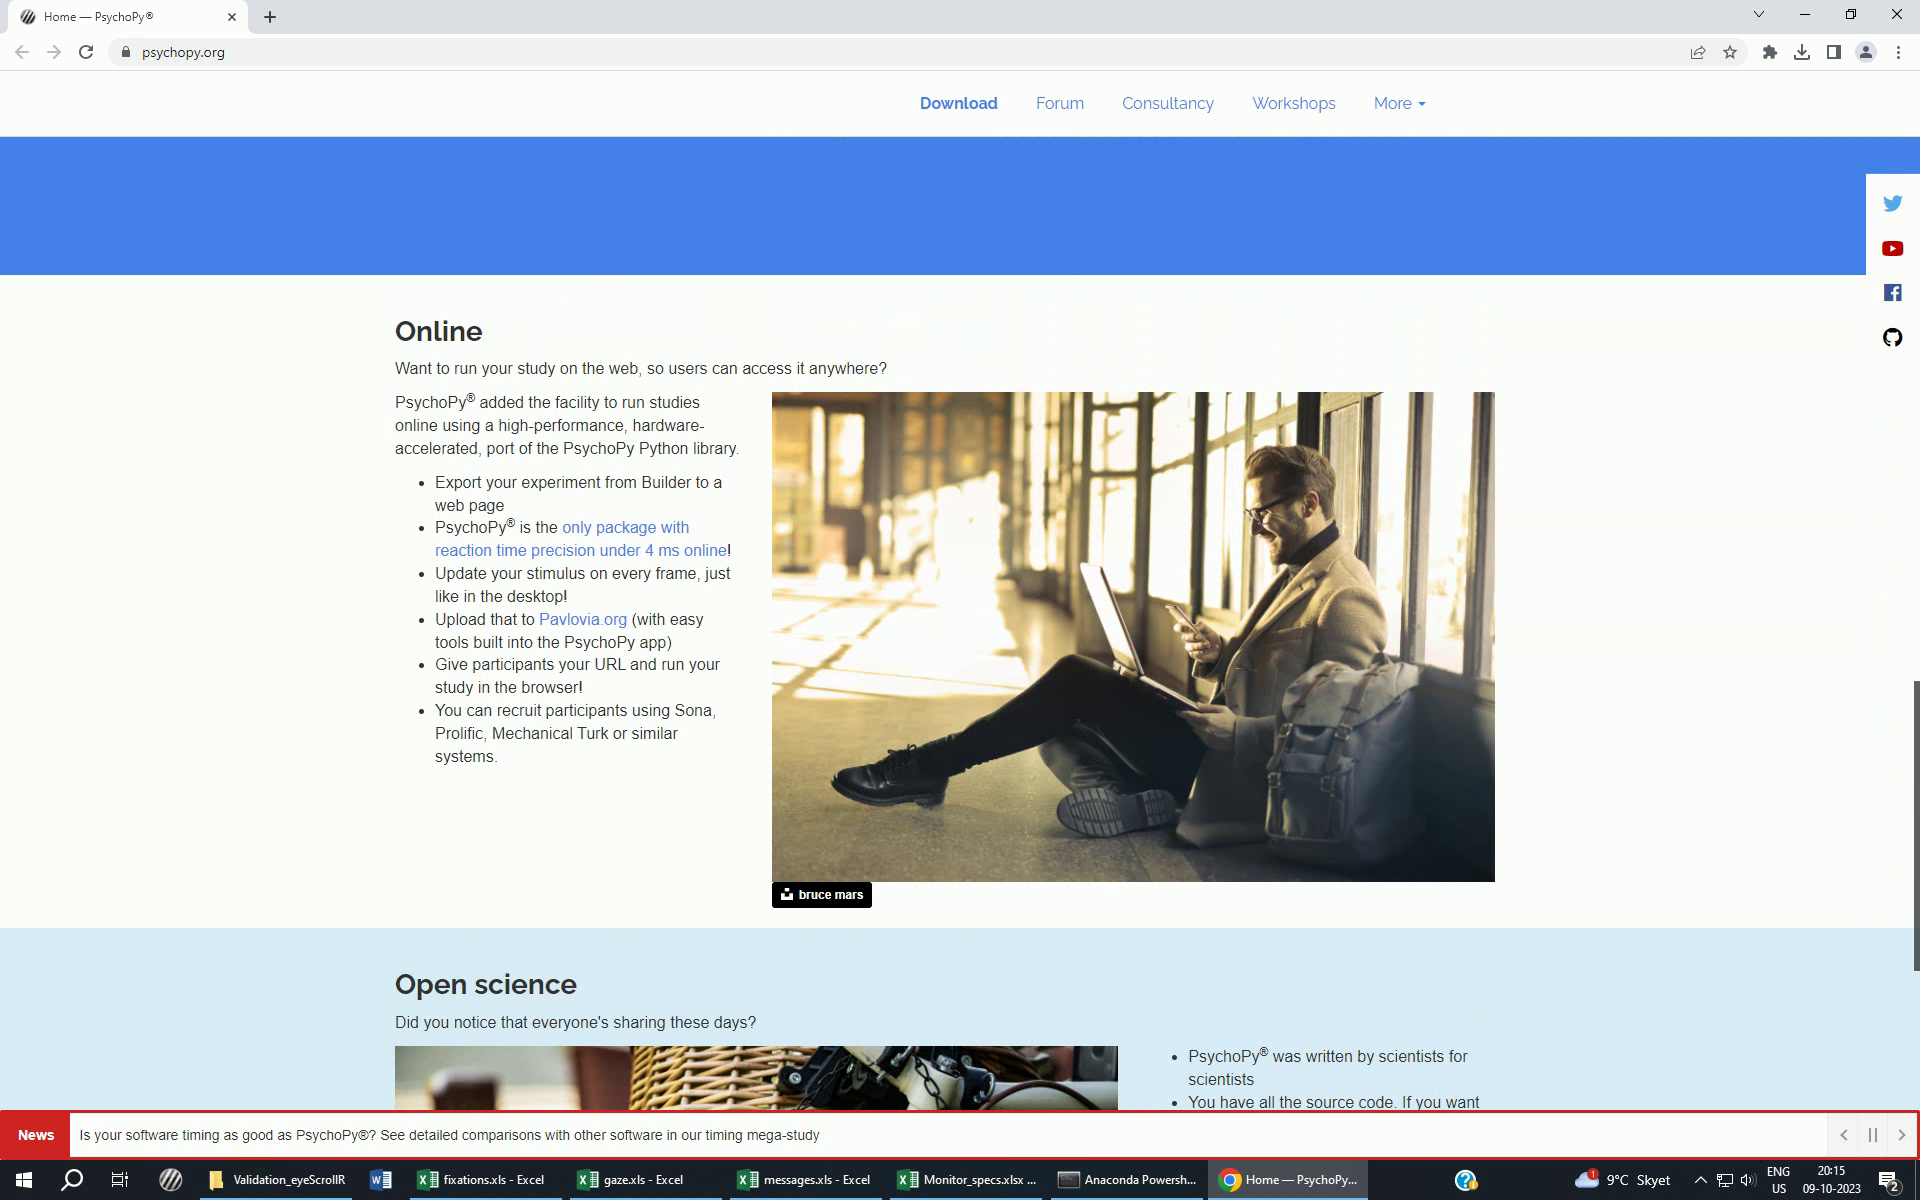 Home — PsychoPy®
psychopy.org
Download Forum Consultancy Workshops More
Online
Want to run your study on the web, so users can access it anywhere?
PsychoPy® added the facility to run studies
online using a high-performance, hardware-
accelerated, port of the PsychoPy Python library.
• Export your experiment from Builder to a
web page
• PsychoPy® is the only package with
reaction time precision under 4 ms online!
• Update your stimulus on every frame, just
like in the desktop!
• Upload that to Pavlovia.org (with easy
tools built into the PsychoPy app)
• Give participants your URL and run your
study in the browser!
• You can recruit participants using Sona,
Prolific, Mechanical Turk or similar
systems.
bruce mars
Open science
Did you notice that everyone's sharing these days?
• PsychoPy® was written by scientists for
scientists
• You have all the source code. If you want
News Is your software timing as good as PsychoPy®? See detailed comparisons with other software in our timing mega-study
Validation_eyeScrollR fixations.xls - Excel gaze.xls - Excel messages.xls - Excel Monitor_specs.xlsx ... Anaconda Powersh... Home — PsychoPy... 1 9°C Skyet ENG US 20:15 09-10-2023 2